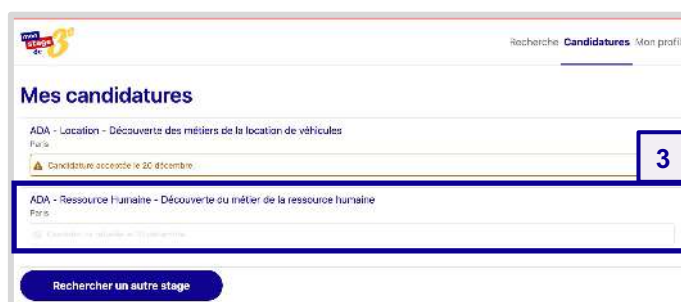 mon
stage
de 3e
Recherche Candidatures Mon profil
Mes candidatures
ADA - Location - Découverte des métiers de la location de véhicules
Paris
Candidature acceptée le 20 décembre
3
ADA - Ressource Humaine - Découverte du métier de la ressource humaine
Paris
Rechercher un autre stage